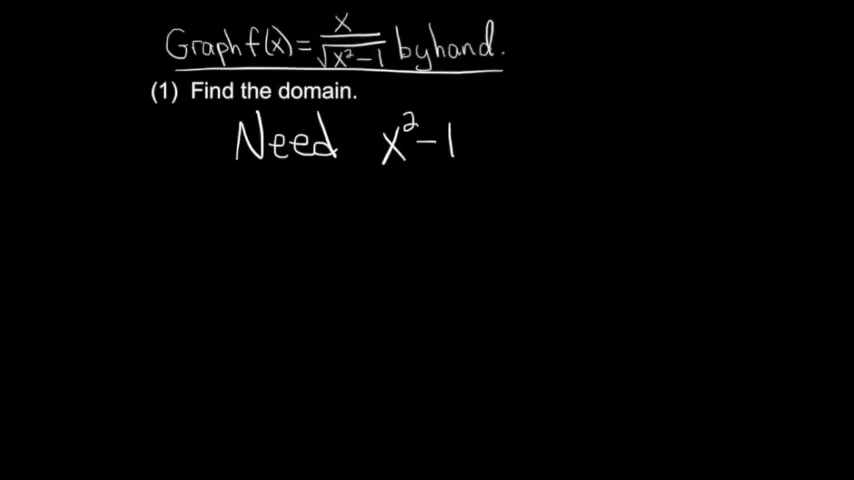 Graph f(x) = x/√(x²-1) by hand.
(1) Find the domain.
Need x²-1